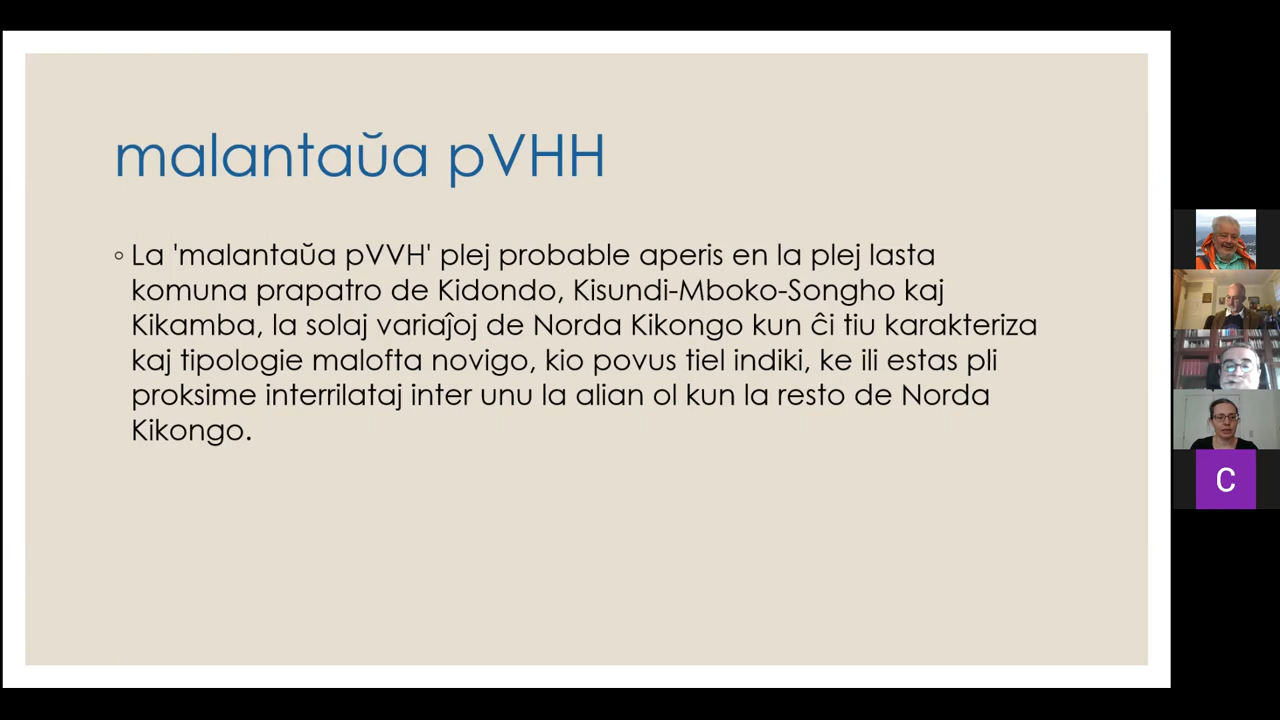 malantaŭa pVHH
◦ La 'malantaŭa pVVH' plej probable aperis en la plej lasta
komuna prapatro de Kidondo, Kisundi-Mboko-Songho kaj
Kikamba, la solaj variaĵoj de Norda Kikongo kun ĉi tiu karakteriza
kaj tipologie malofta novigo, kio povus tiel indiki, ke ili estas pli
proksime interrilataj inter unu la alian ol kun la resto de Norda
Kikongo.
C